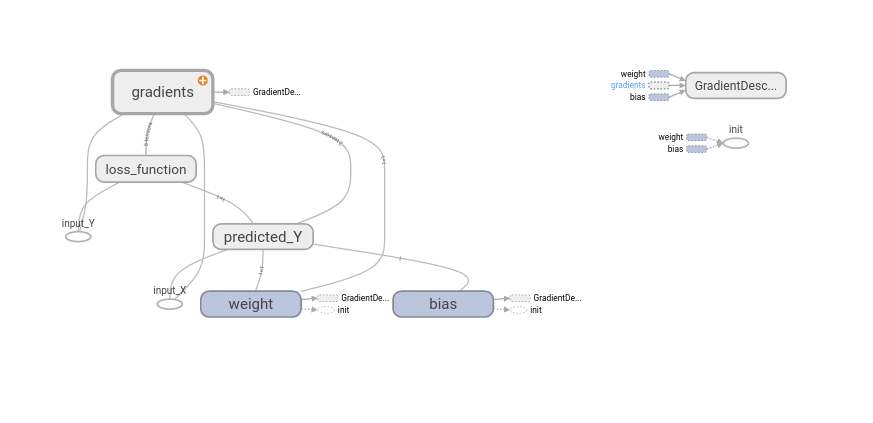 gradients
GradientDe...
loss_function
input_Y
predicted_Y
input_X
weight
GradientDe...
init
bias
GradientDe...
init
weight
gradients
bias
GradientDesc...
init
weight
bias